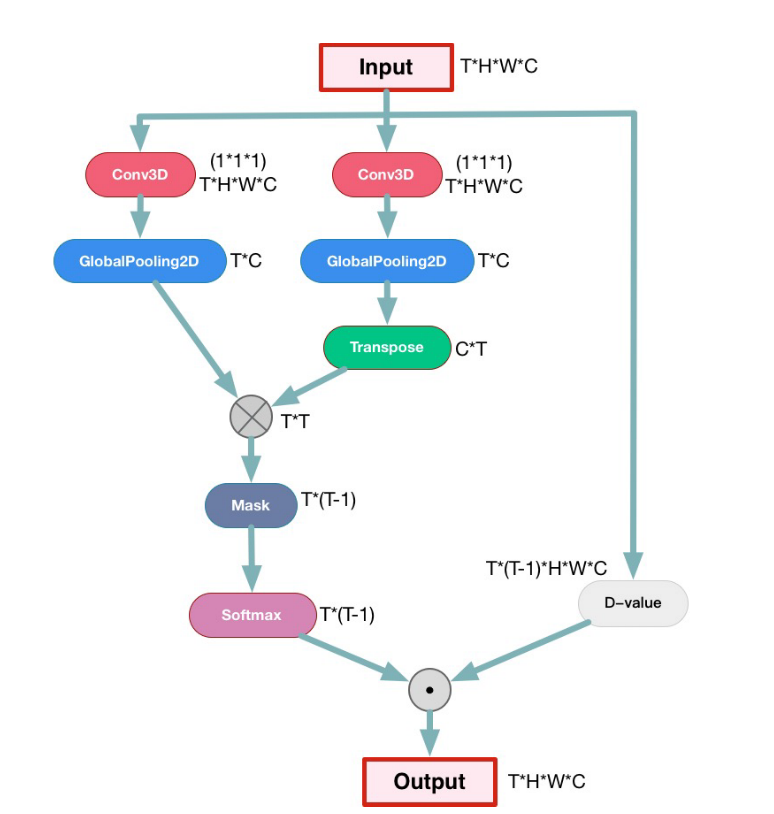 Input
T*H*W*C
(1*1*1)
Conv3D
T*H*W*C
(1*1*1)
Conv3D
T*H*W*C
GlobalPooling2D
T*C
GlobalPooling2D
T*C
Transpose
C*T
T*T
Mask
T*(T-1)
T*(T-1)*H*W*C
D–value
Softmax
T*(T-1)
Output
T*H*W*C